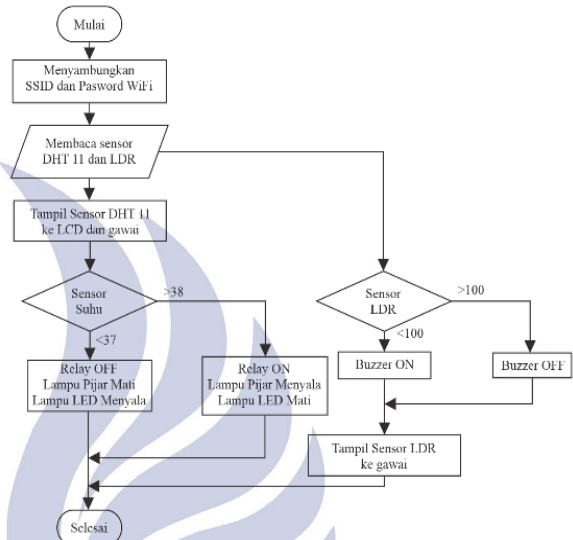 Mulai
Menyambungkan
SSID dan Pasword WiFi
Membaca sensor
DHT 11 dan LDR
Tampil Sensor DHT 11
ke LCD dan gawai
Sensor
Suhu
>38
<37
Relay OFF
Lampu Pijar Mati
Lampu LED Menyala
Relay ON
Lampu Pijar Menyala
Lampu LED Mati
Sensor
LDR
>100
<100
Buzzer ON
Buzzer OFF
Tampil Sensor LDR
ke gawai
Selesai